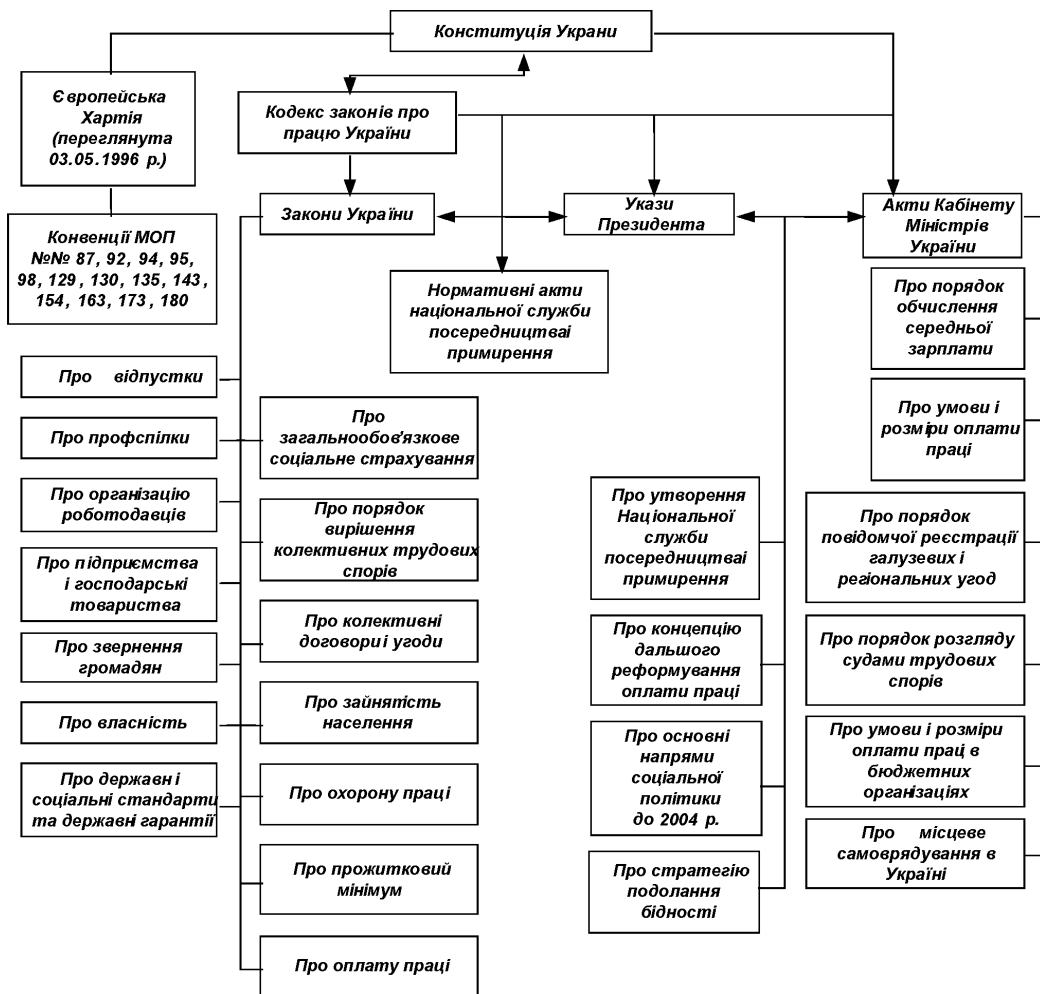 Конституція Украни
Європейська
Хартія
(переглянута
03.05.1996 р.)
Кодекс законів про
працю України
Закони України
Укази
Президента
Акти Кабінету
Міністрів
України
Конвенції МОП
№№ 87, 92, 94, 95,
98, 129, 130, 135, 143,
154, 163, 173, 180
Нормативні акти
національної служби
посередництваі
примирення
Про порядок
обчислення
середньої
зарплати
Про відпустки
Про умови і
розміри оплати
праці
Про профспілки
Про
загальнообов'язкове
соціальне страхування
Про організацію
роботодавців
Про порядок
вирішення
колективних трудових
спорів
Про утворення
Національної
служби
посередництваі
примирення
Про порядок
повідомчої реєстрації
галузевих і
регіональних угод
Про підприємства
і господарські
товариства
Про колективні
договори і угоди
Про концепцію
дальшого
реформування
оплати праці
Про порядок розгляду
судами трудових
спорів
Про звернення
громадян
Про зайнятість
населення
Про власність
Про основні
напрями
соціальної
політики
до 2004 р.
Про умови і розміри
оплати праці в
бюджетних
організаціях
Про державні
соціальні стандарти
та державні гарантії
Про охорону праці
Про місцеве
самоврядування в
Україні
Про прожитковий
мінімум
Про стратегію
подолання
бідності
Про оплату праці